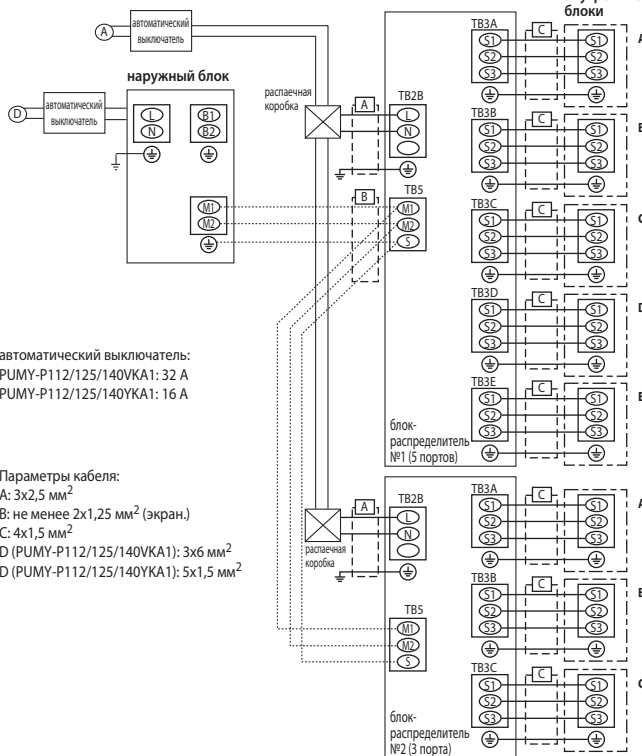 блоки
A
автоматический
выключатель
наружный блок
D
автоматический
выключатель
L
N
B1
B2
M1
M2
распаечная
коробка
A
TB2B
L
N
B
TB5
M1
M2
S
TB3A
S1
S2
S3
C
S1
S2
S3
TB3B
S1
S2
S3
C
S1
S2
S3
TB3C
S1
S2
S3
C
S1
S2
S3
TB3D
S1
S2
S3
C
S1
S2
S3
TB3E
S1
S2
S3
C
S1
S2
S3
блок-
распределитель
№1 (5 портов)
автоматический выключатель:
PUMY-P112/125/140VKA1: 32 A
PUMY-P112/125/140YKA1: 16 A
Параметры кабеля:
A: 3x2,5 мм²
B: не менее 2x1,25 мм² (экран.)
C: 4x1,5 мм²
D (PUMY-P112/125/140VKA1): 3x6 мм²
D (PUMY-P112/125/140YKA1): 5x1,5 мм²
A
распаечная
коробка
TB2B
L
N
TB5
M1
M2
S
TB3A
S1
S2
S3
C
S1
S2
S3
TB3B
S1
S2
S3
C
S1
S2
S3
TB3C
S1
S2
S3
C
S1
S2
S3
блок-
распределитель
№2 (3 порта)